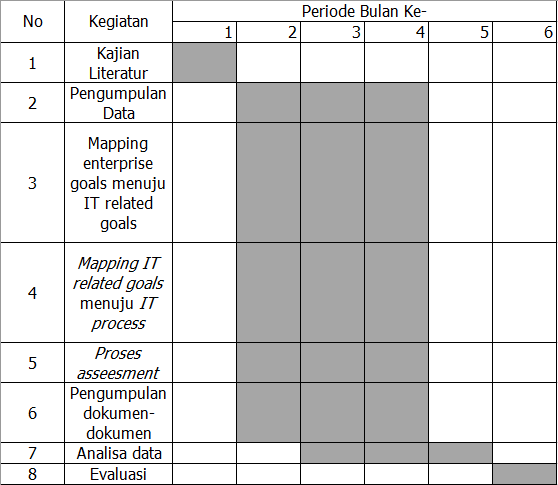 No
Kegiatan
Periode Bulan Ke-
1 2 3 4 5 6
1
Kajian
Literatur
2
Pengumpulan
Data
3
Mapping
enterprise
goals menuju
IT related
goals
4
Mapping IT
related goals
menuju IT
process
5
Proses
asseesment
6
Pengumpulan
dokumen-
dokumen
7
Analisa data
8
Evaluasi